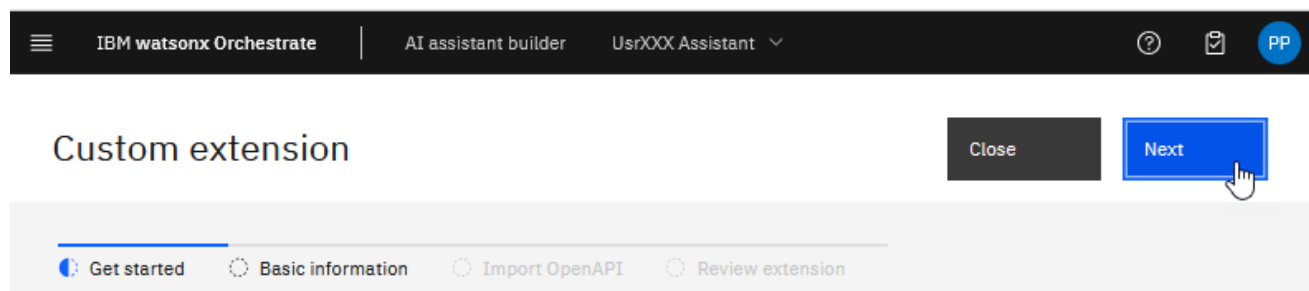 IBM watsonx Orchestrate AI assistant builder UsrXXX Assistant PP
Custom extension Close Next
Get started Basic information Import OpenAPI Review extension